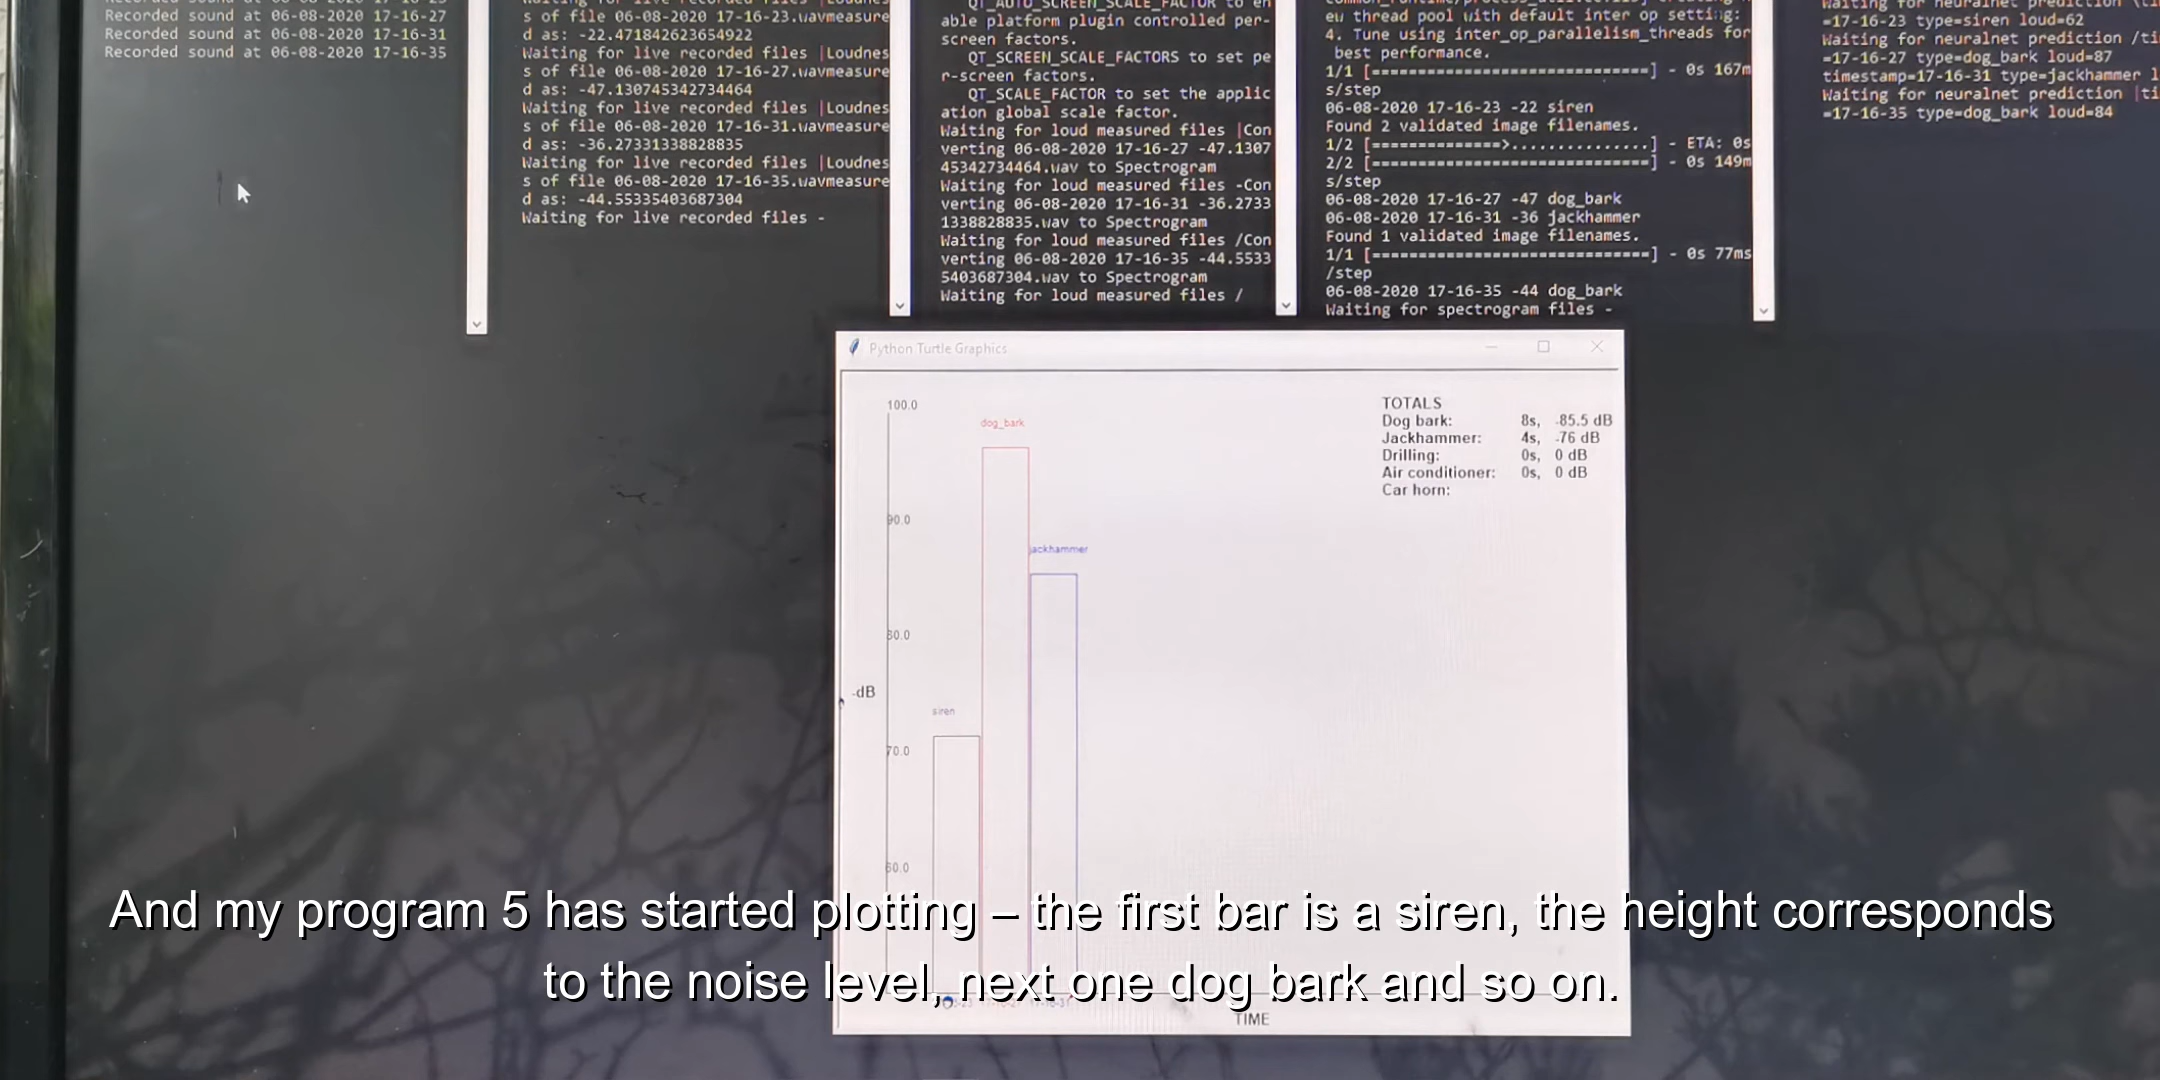 Recorded sound at 06-08-2020 17-16-27
Recorded sound at 06-08-2020 17-16-31
Recorded sound at 06-08-2020 17-16-35
s of file 06-08-2020 17-16-23.wavmeasure
d as: -22.471842623654922
Waiting for live recorded files |Loudnes
s of file 06-08-2020 17-16-27.wavmeasure
d as: -47.130745342734464
Waiting for live recorded files |Loudnes
s of file 06-08-2020 17-16-31.wavmeasure
d as: -36.27331338828835
Waiting for live recorded files |Loudnes
s of file 06-08-2020 17-16-35.wavmeasure
d as: -44.55335403687304
Waiting for live recorded files -
QT_AUTO_SCREEN_SCALE_FACTOR to en
able platform plugin controlled per-
screen factors.
QT_SCREEN_SCALE_FACTORS to set pe
r-screen factors.
QT_SCALE_FACTOR to set the applic
ation global scale factor.
Waiting for loud measured files |Con
verting 06-08-2020 17-16-27 -47.1307
45342734464.wav to Spectrogram
Waiting for loud measured files -Con
verting 06-08-2020 17-16-31 -36.2733
1338828835.wav to Spectrogram
Waiting for loud measured files /Con
verting 06-08-2020 17-16-35 -44.5533
5403687304.wav to Spectrogram
Waiting for loud measured files /
ew thread pool with default inter op setting:
4. Tune using inter_op_parallelism_threads for
best performance.
1/1 [==============================] - 0s 167m
s/step
06-08-2020 17-16-23 -22 siren
Found 2 validated image filenames.
1/2 [==============>...............] - ETA: 0s
2/2 [==============================] - 0s 149m
s/step
06-08-2020 17-16-27 -47 dog_bark
06-08-2020 17-16-31 -36 jackhammer
Found 1 validated image filenames.
1/1 [==============================] - 0s 77ms
/step
06-08-2020 17-16-35 -44 dog_bark
Waiting for spectrogram files -
Waiting for neuralnet prediction
=17-16-23 type=siren loud=62
Waiting for neuralnet prediction /ti
=17-16-27 type=dog_bark loud=87
timestamp=17-16-31 type=jackhammer l
Waiting for neuralnet prediction |ti
=17-16-35 type=dog_bark loud=84
Python Turtle Graphics
100.0
90.0
80.0
-dB
70.0
60.0
siren
dog_bark
jackhammer
TOTALS
Dog bark: 8s, -85.5 dB
Jackhammer: 4s, -76 dB
Drilling: 0s, 0 dB
Air conditioner: 0s, 0 dB
Car horn:
TIME
And my program 5 has started plotting – the first bar is a siren, the height corresponds
to the noise level, next one dog bark and so on.